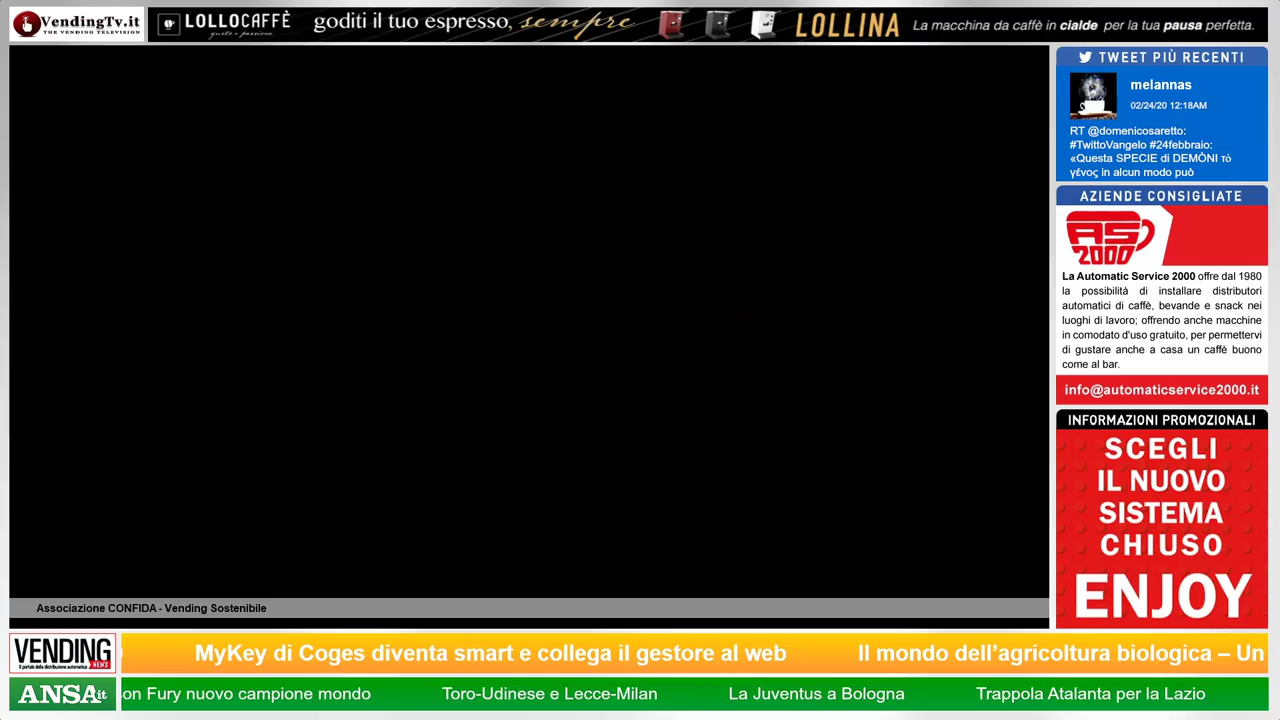 VendingTv.it
THE VENDING TELEVISION
LOLLOCAFFÈ
gusto e passione
goditi il tuo espresso, sempre
LOLLINA
La macchina da caffè in cialde per la tua pausa perfetta.
TWEET PIÙ RECENTI
melannas
02/24/20 12:18AM
RT @domenicosaretto:
#TwittoVangelo #24febbraio:
«Questa SPECIE di DEMÒNI τὸ
γένος in alcun modo può
AZIENDE CONSIGLIATE
AS
2000
La Automatic Service 2000 offre dal 1980
la possibilità di installare distributori
automatici di caffè, bevande e snack nei
luoghi di lavoro; offrendo anche macchine
in comodato d'uso gratuito, per permettervi
di gustare anche a casa un caffè buono
come al bar.
info@automaticservice2000.it
INFORMAZIONI PROMOZIONALI
SCEGLI
IL NUOVO
SISTEMA
CHIUSO
ENJOY
Associazione CONFIDA - Vending Sostenibile
VENDING
NEWS
Il portale della distribuzione automatica
MyKey di Coges diventa smart e collega il gestore al web
Il mondo dell’agricoltura biologica – Un
ANSA.it
on Fury nuovo campione mondo
Toro-Udinese e Lecce-Milan
La Juventus a Bologna
Trappola Atalanta per la Lazio